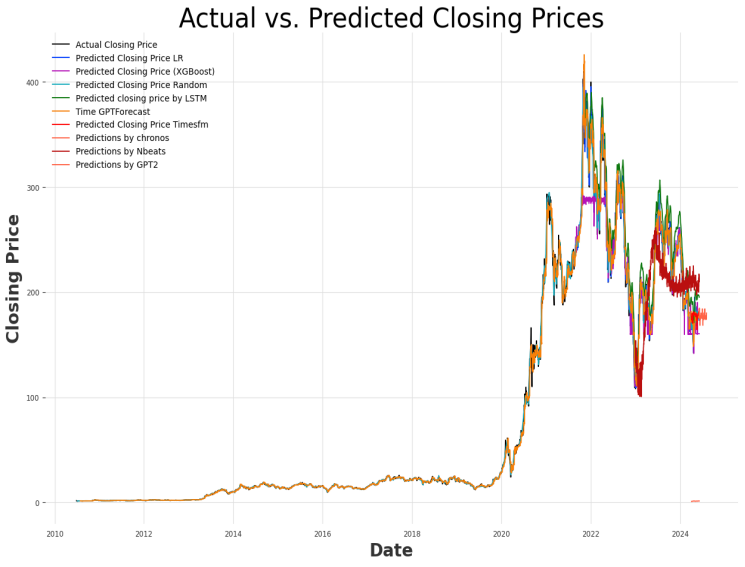 Actual vs. Predicted Closing Prices
Actual Closing Price
Predicted Closing Price LR
Predicted Closing Price (XGBoost)
Predicted Closing Price Random
Predicted closing price by LSTM
Time GPTForecast
Predicted Closing Price Timesfm
Predictions by chronos
Predictions by Nbeats
Predictions by GPT2
Closing Price
400
300
200
100
0
2010 2012 2014 2016 2018 2020 2022 2024
Date